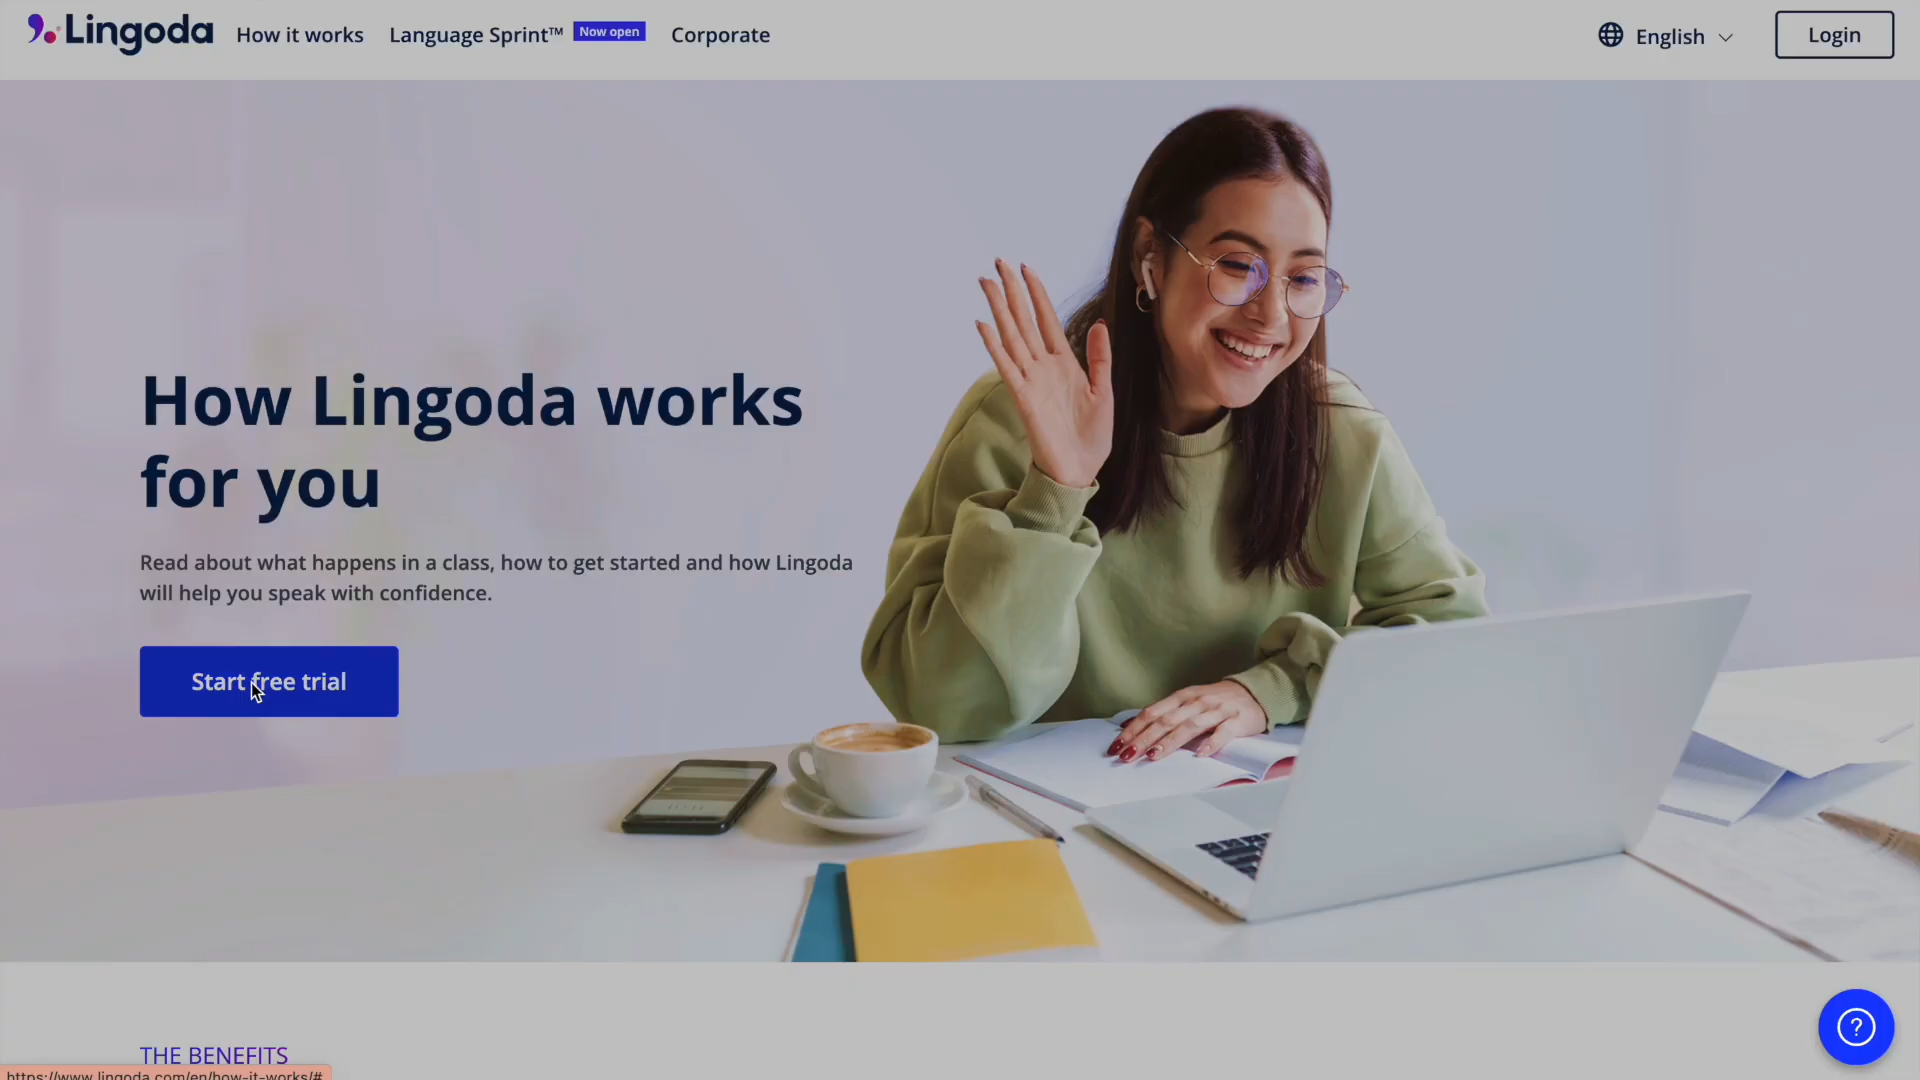 Lingoda
How it works
Language Sprint™
Now open
Corporate
English
Login
How Lingoda works
for you
Read about what happens in a class, how to get started and how Lingoda
will help you speak with confidence.
Start free trial
THE BENEFITS
https://www.lingoda.com/en/how-it-works/#
?